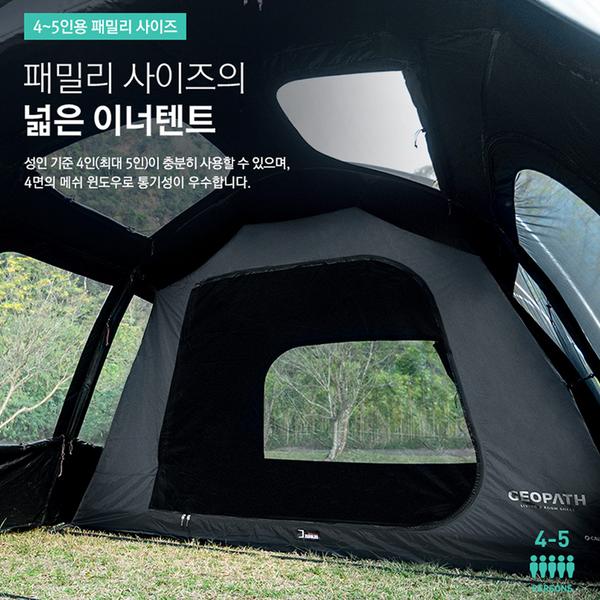 4~5인용 패밀리 사이즈
패밀리 사이즈의
넓은 이너텐트
성인 기준 4인(최대 5인)이 충분히 사용할 수 있으며,
4면의 메쉬 윈도우로 통기성이 우수합니다.
GEOPATH
4-5
PERSONS